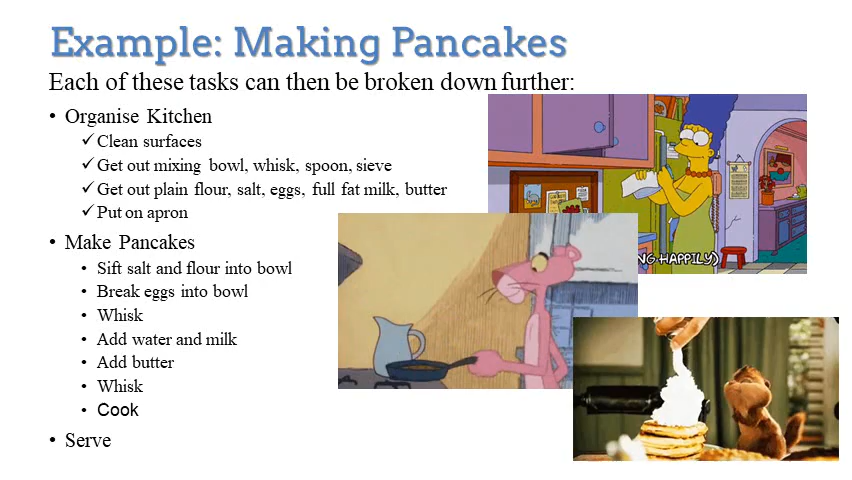 Example: Making Pancakes
Each of these tasks can then be broken down further:
• Organise Kitchen
✓ Clean surfaces
✓ Get out mixing bowl, whisk, spoon, sieve
✓ Get out plain flour, salt, eggs, full fat milk, butter
✓ Put on apron
• Make Pancakes
• Sift salt and flour into bowl
• Break eggs into bowl
• Whisk
• Add water and milk
• Add butter
• Whisk
• Cook
• Serve
NG HAPPILY)